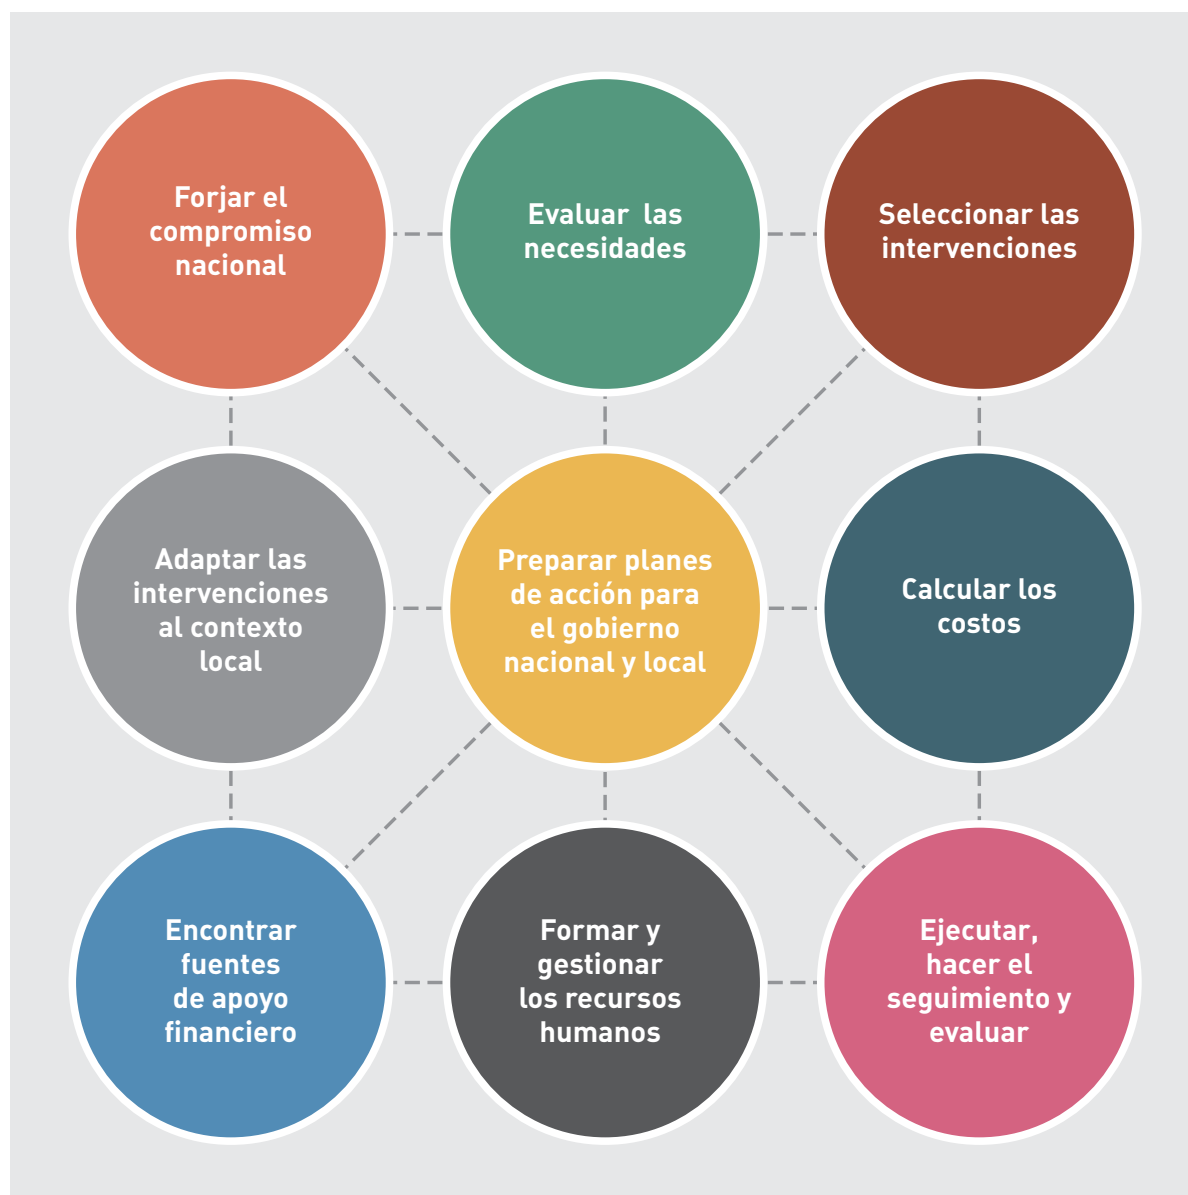 Forjar el
compromiso
nacional
Evaluar las
necesidades
Seleccionar las
intervenciones
Adaptar las
intervenciones
al contexto
local
Preparar planes
de acción para
el gobierno
nacional y local
Calcular los
costos
Encontrar
fuentes
de apoyo
financiero
Formar y
gestionar
los recursos
humanos
Ejecutar,
hacer el
seguimiento y
evaluar